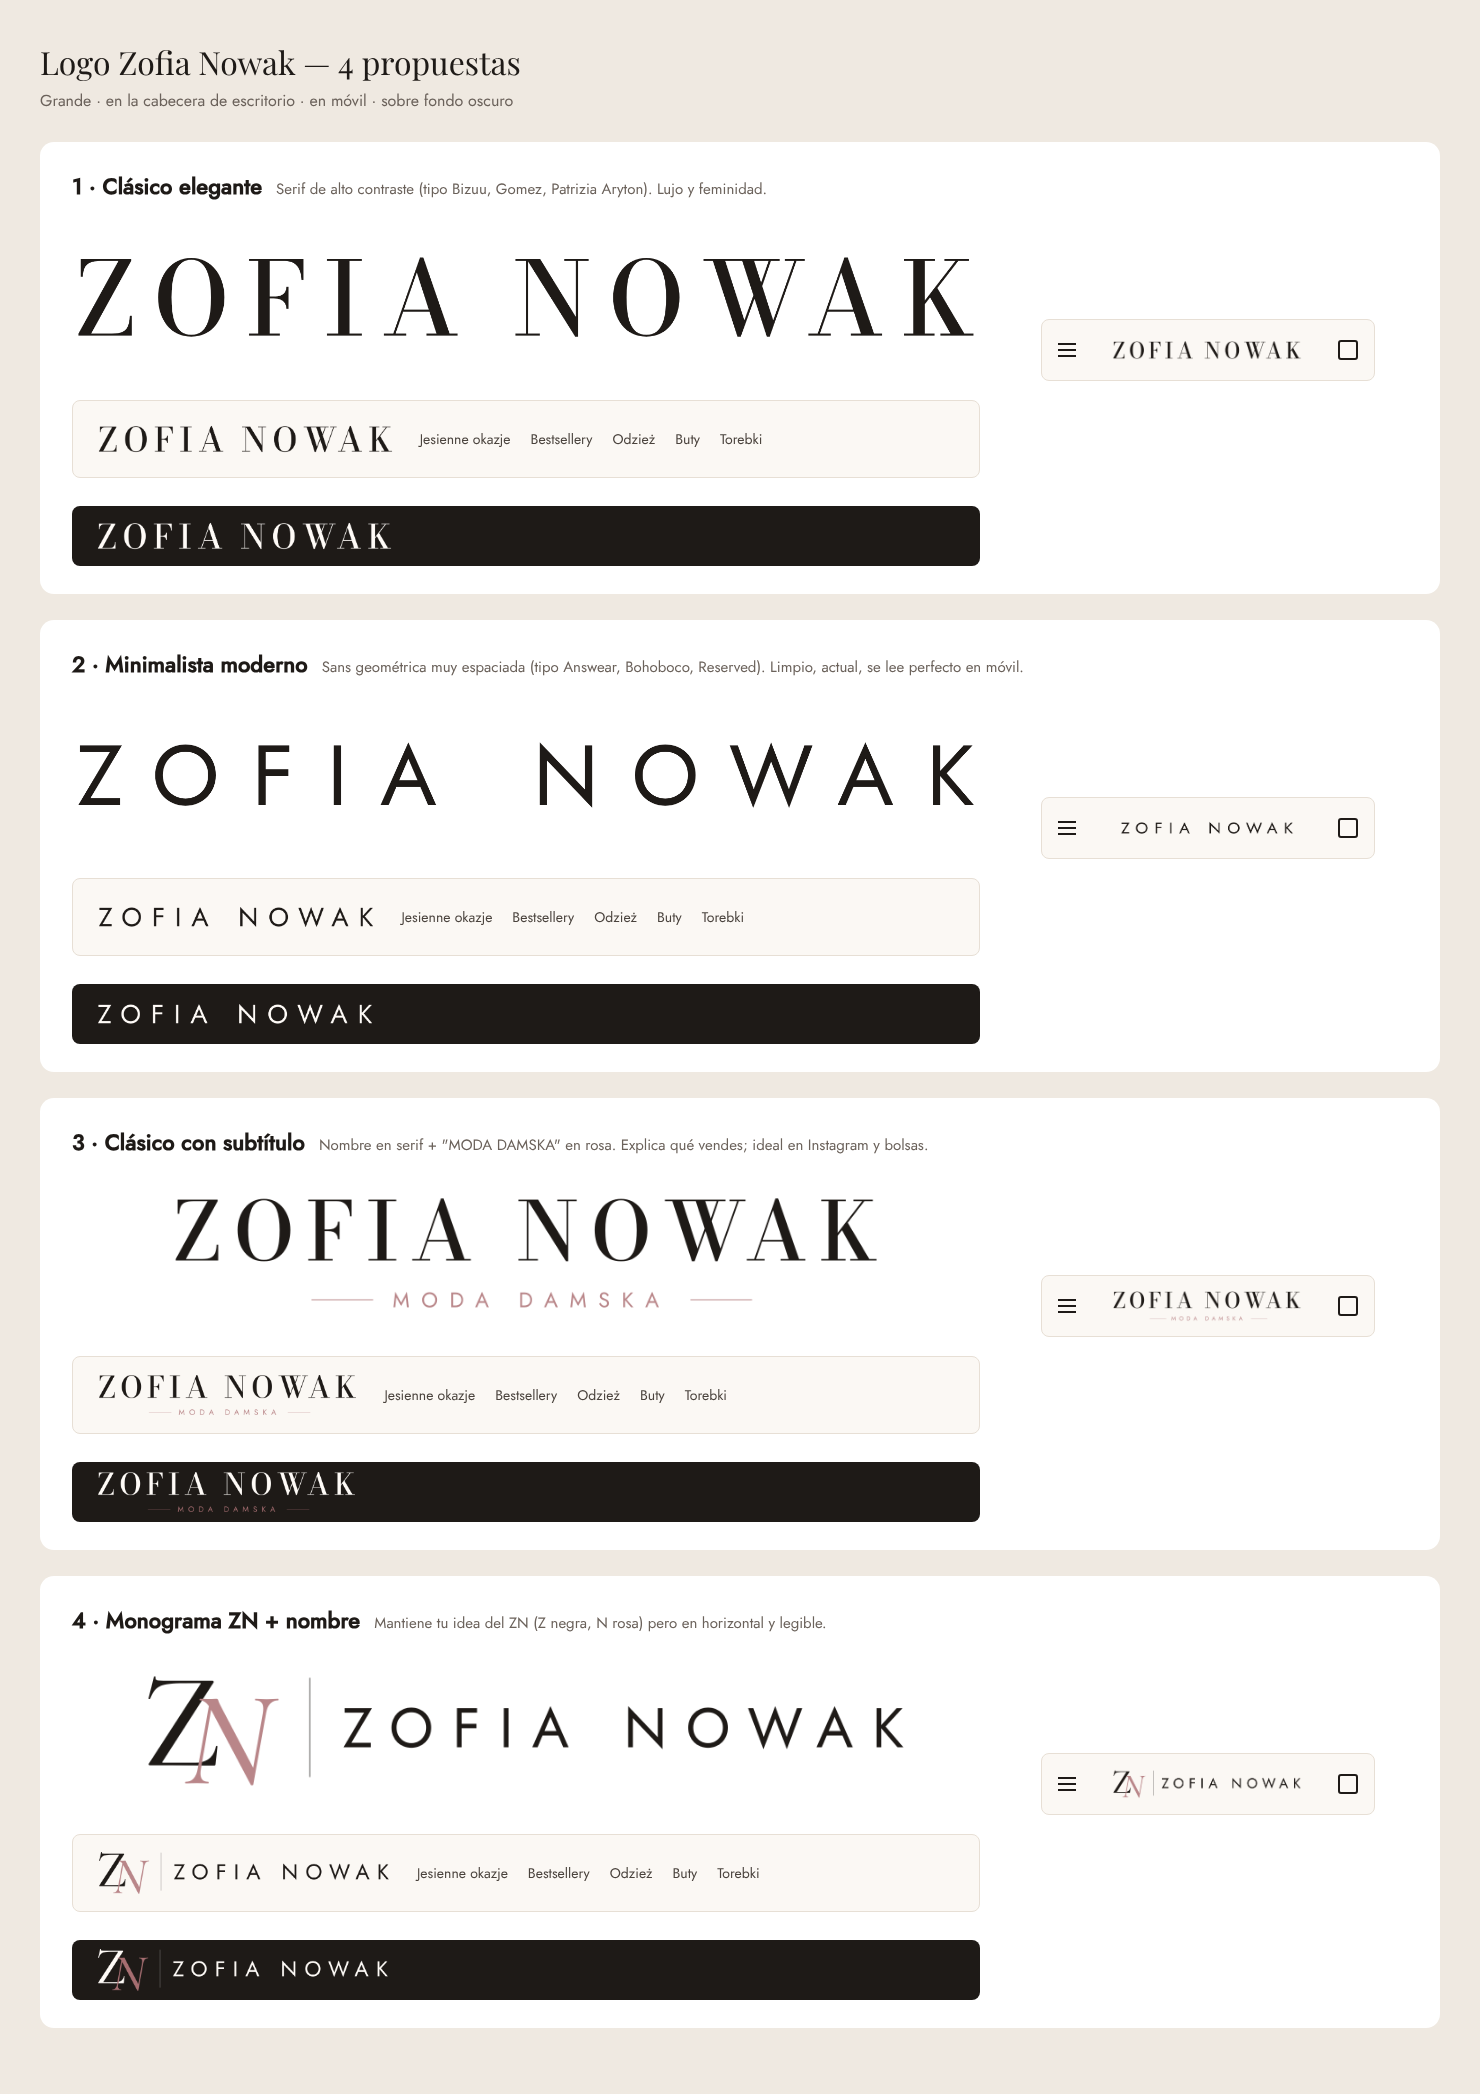 Logo Zofia Nowak — 4 propuestas
Grande · en la cabecera de escritorio · en móvil · sobre fondo oscuro
1 · Clásico elegante Serif de alto contraste (tipo Bizuu, Gomez, Patrizia Aryton). Lujo y feminidad.
ZOFIA NOWAK
ZOFIA NOWAK
ZOFIA NOWAK Jesienne okazje Bestsellery Odzież Buty Torebki
ZOFIA NOWAK
2 · Minimalista moderno Sans geométrica muy espaciada (tipo Answear, Bohoboco, Reserved). Limpio, actual, se lee perfecto en móvil.
ZOFIA NOWAK
ZOFIA NOWAK
ZOFIA NOWAK Jesienne okazje Bestsellery Odzież Buty Torebki
ZOFIA NOWAK
3 · Clásico con subtítulo Nombre en serif + "MODA DAMSKA" en rosa. Explica qué vendes; ideal en Instagram y bolsas.
ZOFIA NOWAK
MODA DAMSKA
ZOFIA NOWAK
MODA DAMSKA
ZOFIA NOWAK Jesienne okazje Bestsellery Odzież Buty Torebki
MODA DAMSKA
ZOFIA NOWAK
MODA DAMSKA
4 · Monograma ZN + nombre Mantiene tu idea del ZN (Z negra, N rosa) pero en horizontal y legible.
ZN ZOFIA NOWAK
ZN ZOFIA NOWAK
ZN ZOFIA NOWAK Jesienne okazje Bestsellery Odzież Buty Torebki
ZN ZOFIA NOWAK